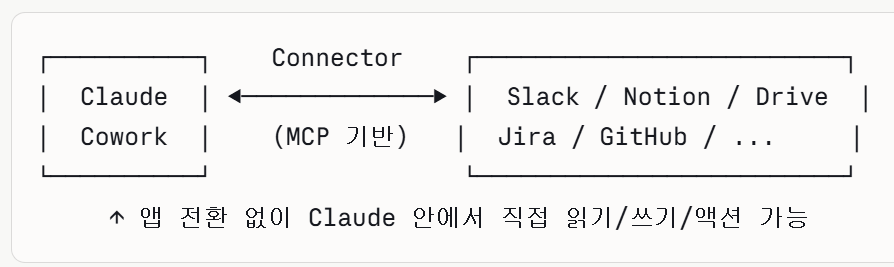 Connector
Claude ◄──────────► Slack / Notion / Drive
Cowork (MCP 기반) Jira / GitHub / ...
↑ 앱 전환 없이 Claude 안에서 직접 읽기/쓰기/액션 가능